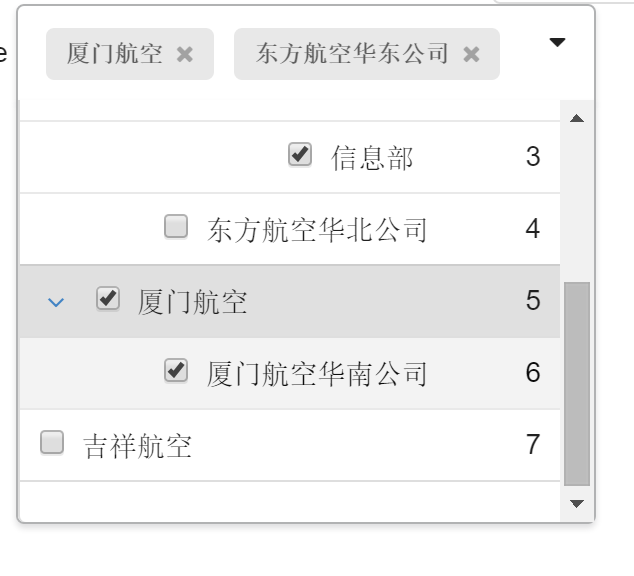 e
厦门航空 东方航空华东公司
信息部 3
东方航空华北公司 4
厦门航空 5
厦门航空华南公司 6
吉祥航空 7